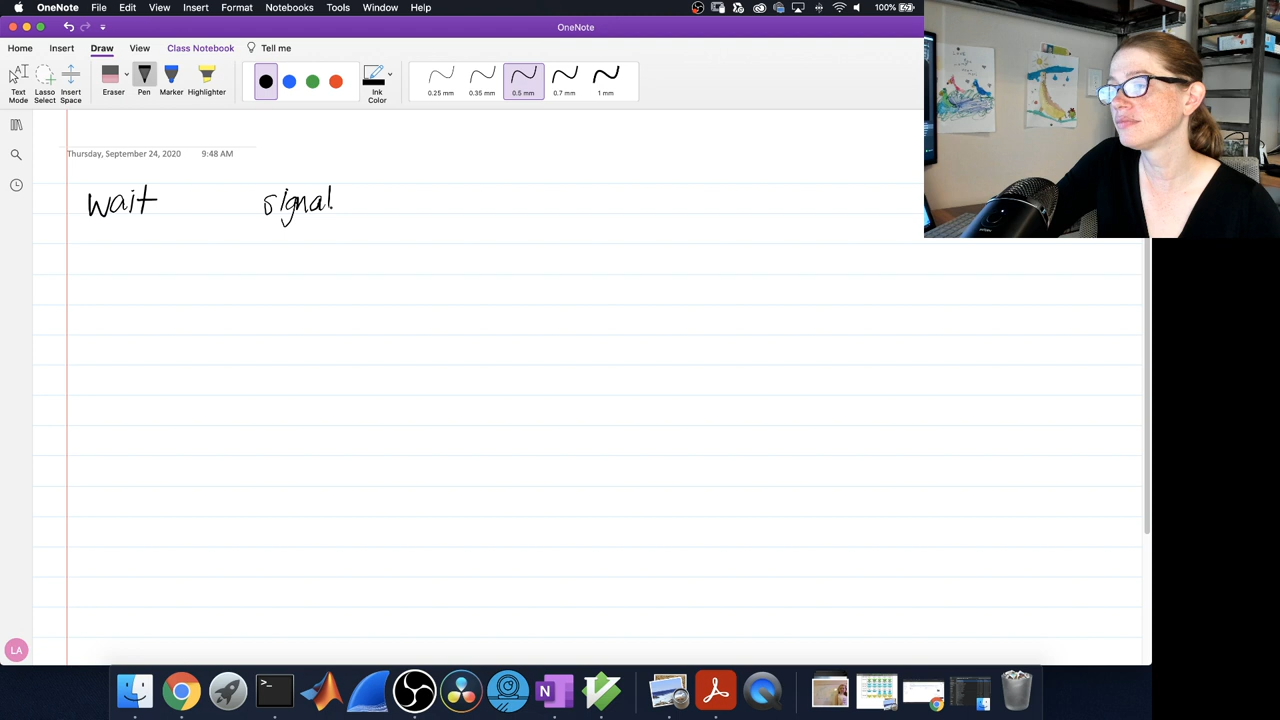 OneNote File Edit View Insert Format Notebooks Tools Window Help 100%
OneNote
Home Insert Draw View Class Notebook Tell me
Text Mode Lasso Select Insert Space Eraser Pen Marker Highlighter Ink Color 0.25 mm 0.35 mm 0.5 mm 0.7 mm 1 mm
Thursday, September 24, 2020 9:48 AM
wait signal
LA